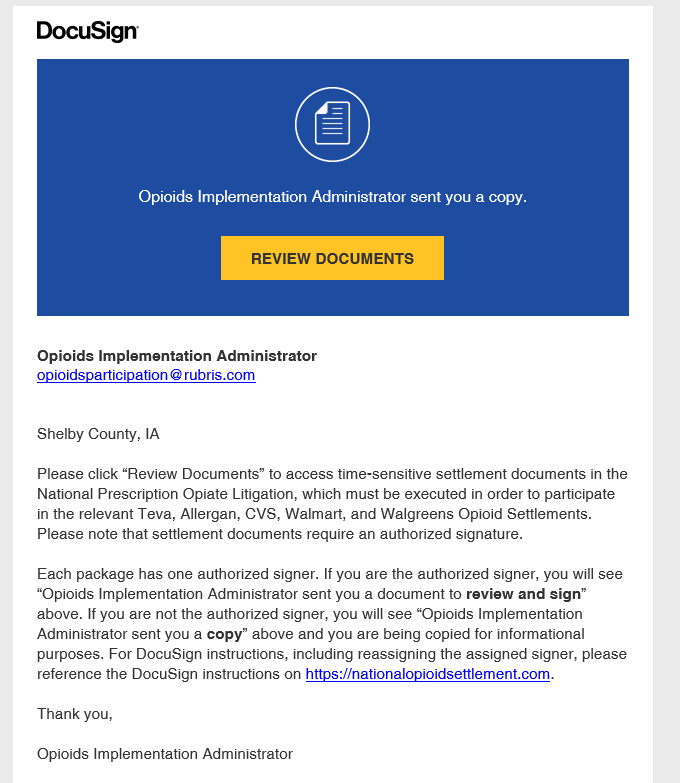 DocuSign
Opioids Implementation Administrator sent you a copy.
REVIEW DOCUMENTS
Opioids Implementation Administrator
opioidsparticipation@rubris.com
Shelby County, IA
Please click “Review Documents” to access time-sensitive settlement documents in the
National Prescription Opiate Litigation, which must be executed in order to participate
in the relevant Teva, Allergan, CVS, Walmart, and Walgreens Opioid Settlements.
Please note that settlement documents require an authorized signature.
Each package has one authorized signer. If you are the authorized signer, you will see
“Opioids Implementation Administrator sent you a document to review and sign”
above. If you are not the authorized signer, you will see “Opioids Implementation
Administrator sent you a copy” above and you are being copied for informational
purposes. For DocuSign instructions, including reassigning the assigned signer, please
reference the DocuSign instructions on https://nationalopioidsettlement.com.
Thank you,
Opioids Implementation Administrator